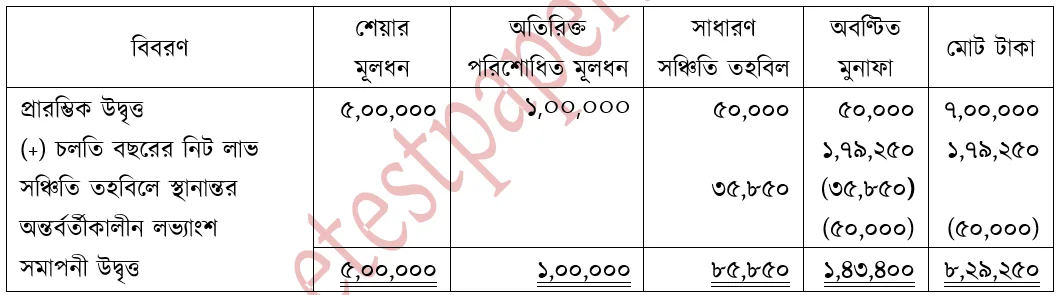 বিবরণ শেয়ার মূলধন অতিরিক্ত পরিশোধিত মূলধন সাধারণ সঞ্চিতি তহবিল অবণ্টিত মুনাফা মোট টাকা
প্রারম্ভিক উদ্বৃত্ত ৫,০০,০০০ ১,০০,০০০ ৫০,০০০ ৫০,০০০ ৭,০০,০০০
(+) চলতি বছরের নিট লাভ ১,৭৯,২৫০ ১,৭৯,২৫০
সঞ্চিতি তহবিলে স্থানান্তর ৩৫,৮৫০ (৩৫,৮৫০)
অন্তর্বর্তীকালীন লভ্যাংশ (৫০,০০০) (৫০,০০০)
সমাপনী উদ্বৃত্ত ৫,০০,০০০ ১,০০,০০০ ৮৫,৮৫০ ১,৪৩,৪০০ ৮,২৯,২৫০
etestpaper